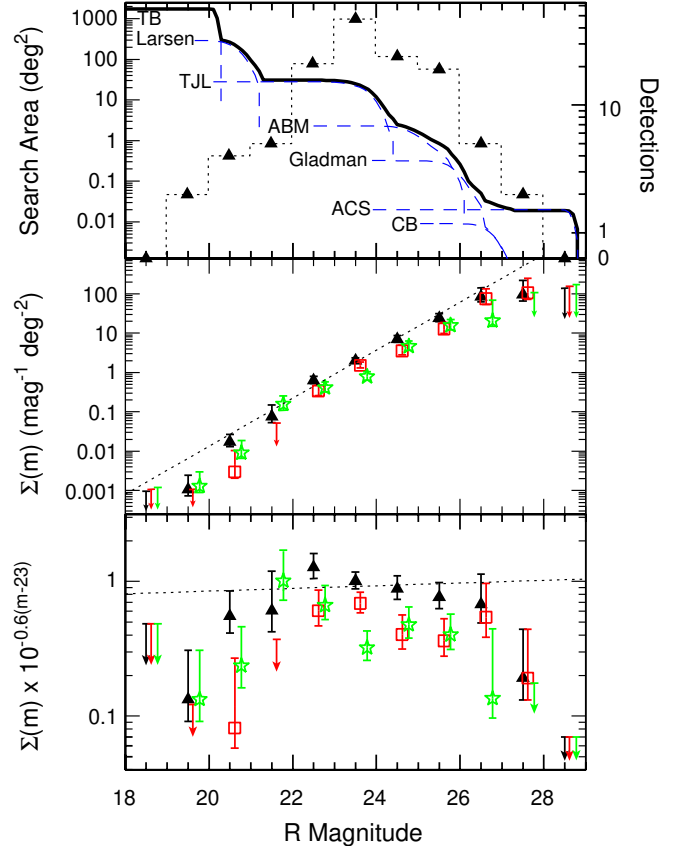 1000
100
10
1
0.1
0.01
Search Area (deg²)
TB
Larsen
TJL
ABM
Gladman
ACS
CB
10
1
0
Detections
100
10
1
0.1
0.01
0.001
Σ(m) (mag⁻¹ deg⁻²)
1
0.1
Σ(m) x 10⁻⁰·⁶⁽ᵐ⁻²³⁾
18 20 22 24 26 28
R Magnitude